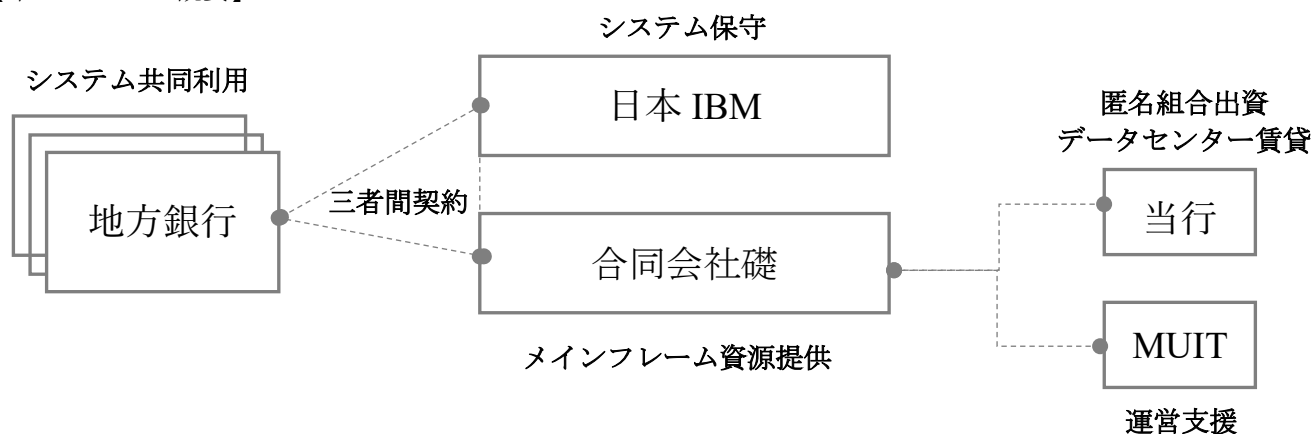 システム保守
システム共同利用
日本 IBM
匿名組合出資
データセンター賃貸
三者間契約
地方銀行
当行
合同会社礎
メインフレーム資源提供
MUIT
運営支援